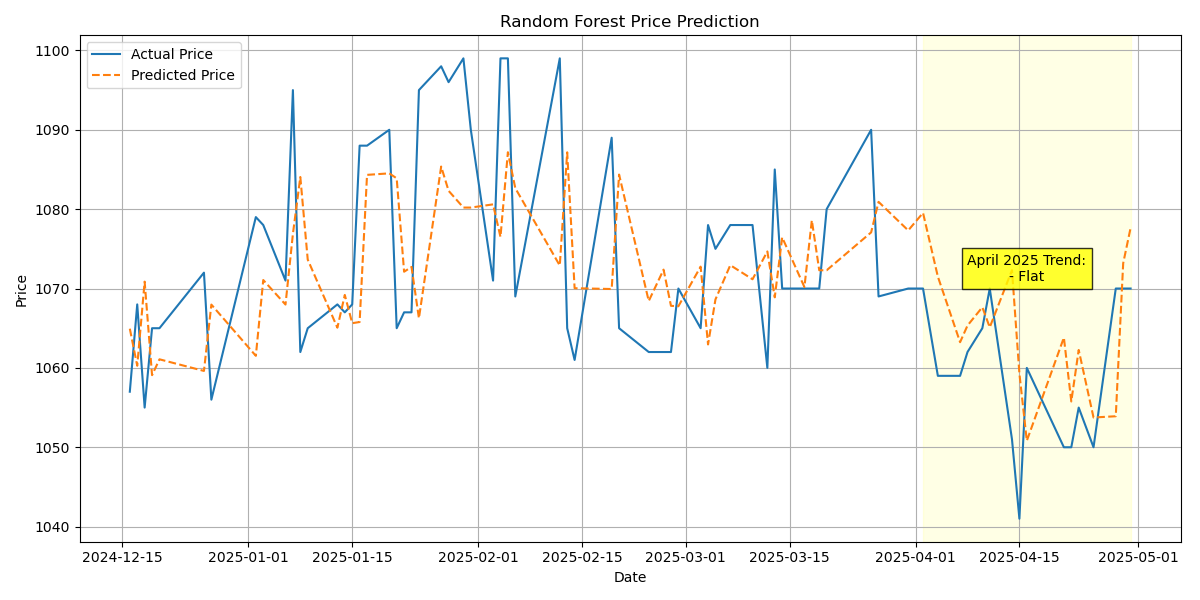 Random Forest Price Prediction
Actual Price
Predicted Price
1100
1090
1080
1070
1060
1050
1040
Price
April 2025 Trend:
- Flat
2024-12-15
2025-01-01
2025-01-15
2025-02-01
2025-02-15
2025-03-01
2025-03-15
2025-04-01
2025-04-15
2025-05-01
Date